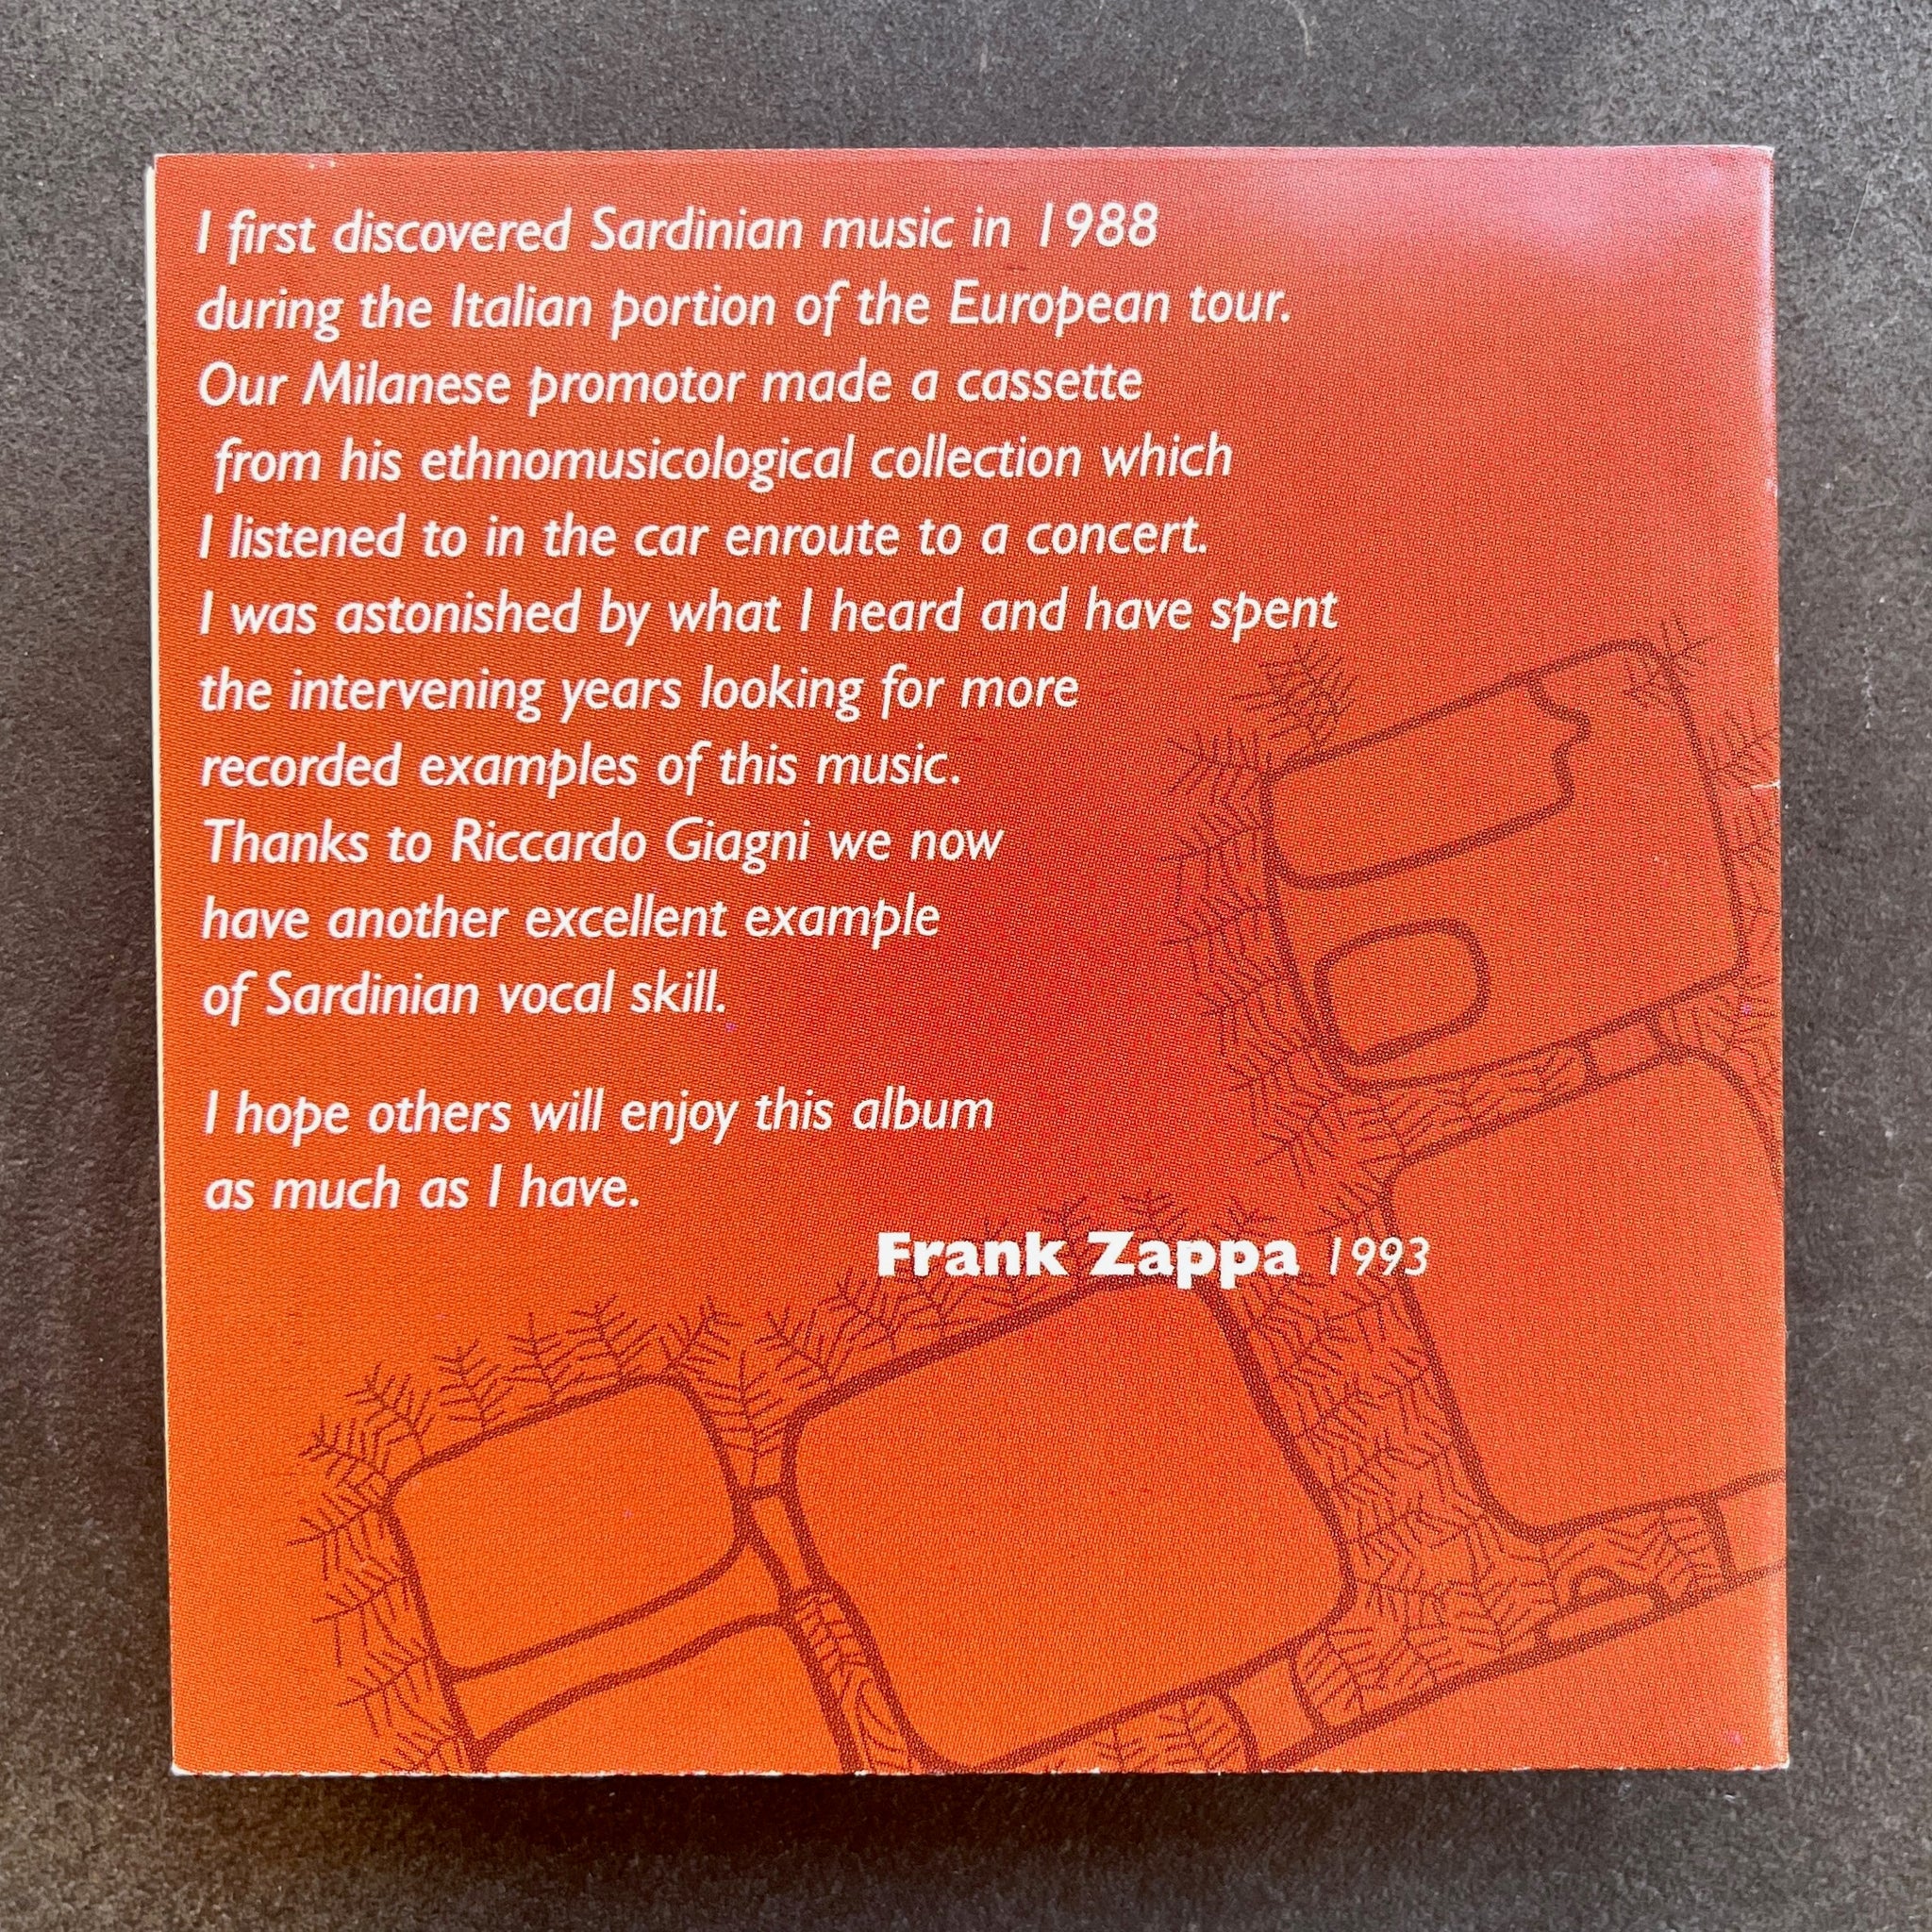 I first discovered Sardinian music in 1988
during the Italian portion of the European tour.
Our Milanese promotor made a cassette
from his ethnomusicological collection which
I listened to in the car enroute to a concert.
I was astonished by what I heard and have spent
the intervening years looking for more
recorded examples of this music.
Thanks to Riccardo Giagni we now
have another excellent example
of Sardinian vocal skill.
I hope others will enjoy this album
as much as I have.
Frank Zappa 1993